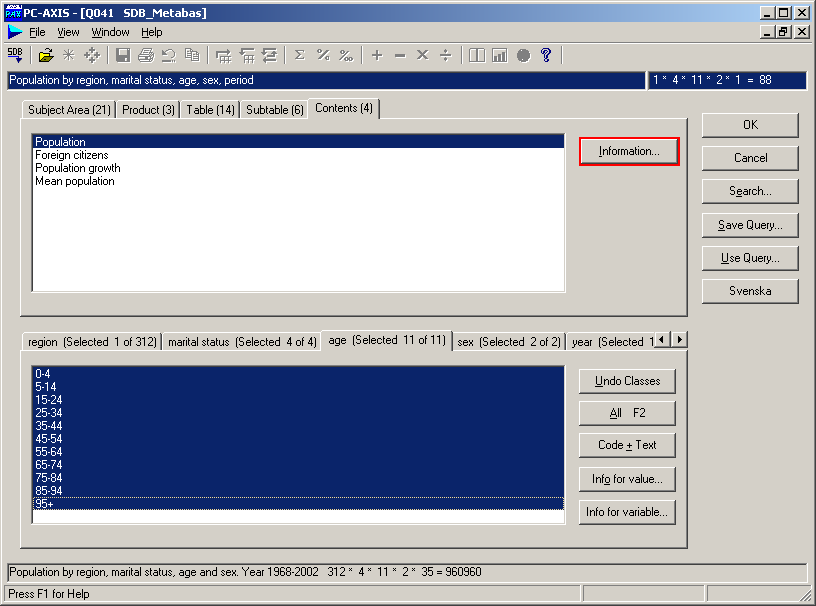 PC-AXIS - [Q041 SDB_Metabas]
File View Window Help
SDB
Σ % ‰ + − × ÷ ?
Population by region, marital status, age, sex, period 1 * 4 * 11 * 2 * 1 = 88
Subject Area (21) Product (3) Table (14) Subtable (6) Contents (4)
Population
Foreign citizens
Population growth
Mean population
Information...
OK
Cancel
Search...
Save Query...
Use Query...
Svenska
region (Selected 1 of 312) marital status (Selected 4 of 4) age (Selected 11 of 11) sex (Selected 2 of 2) year (Selected 1
0-4
5-14
15-24
25-34
35-44
45-54
55-64
65-74
75-84
85-94
95+
Undo Classes
All F2
Code ± Text
Info for value...
Info for variable...
Population by region, marital status, age and sex. Year 1968-2002 312 * 4 * 11 * 2 * 35 = 960960
Press F1 for Help